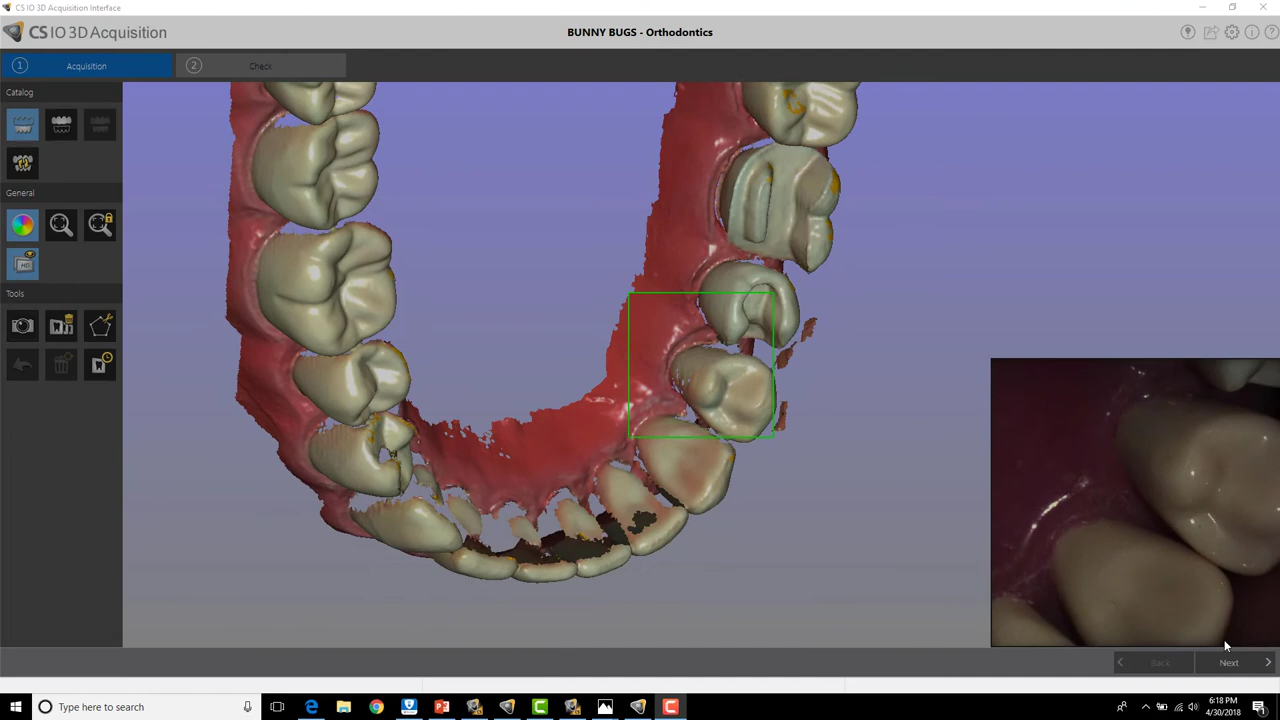 CS IO 3D Acquisition Interface
CS IO 3D Acquisition
BUNNY BUGS - Orthodontics
1 Acquisition
2 Check
Catalog
General
HD
Tools
Back
Next
Type here to search
6:18 PM
4/30/2018